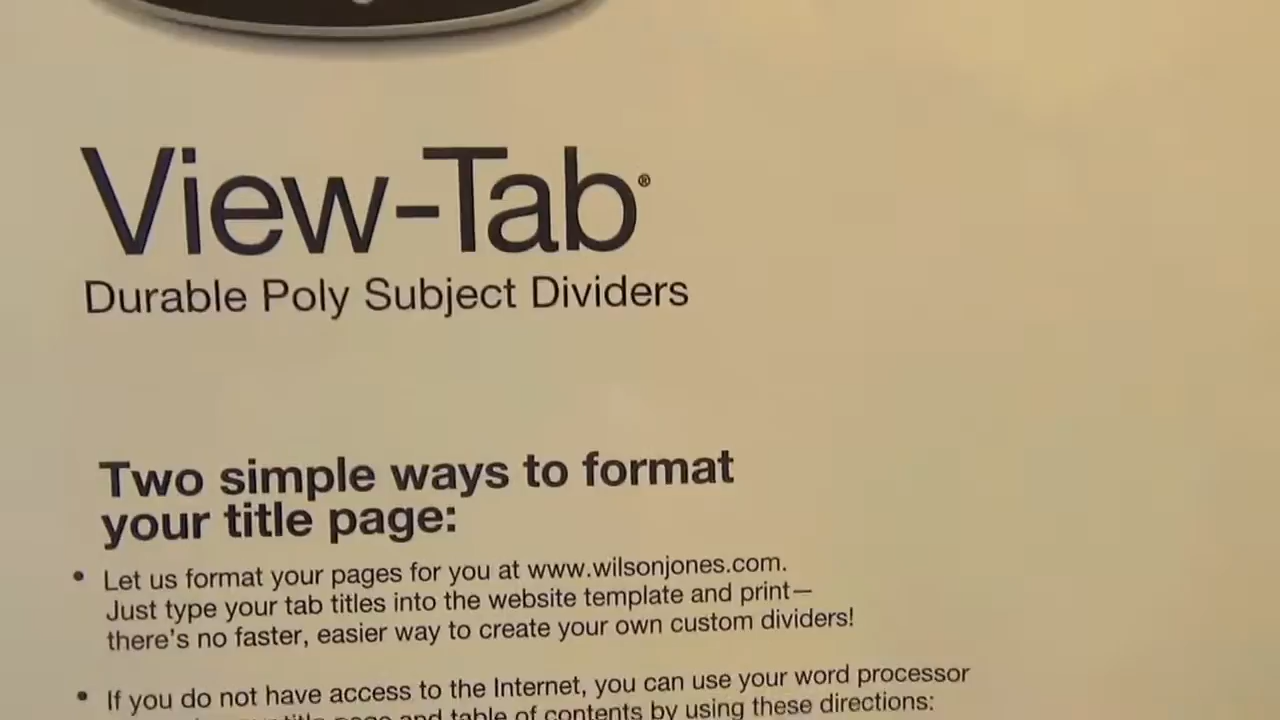 View-Tab®
Durable Poly Subject Dividers
Two simple ways to format
your title page:
• Let us format your pages for you at www.wilsonjones.com.
Just type your tab titles into the website template and print—
there's no faster, easier way to create your own custom dividers!
• If you do not have access to the Internet, you can use your word processor
title page and table of contents by using these directions: